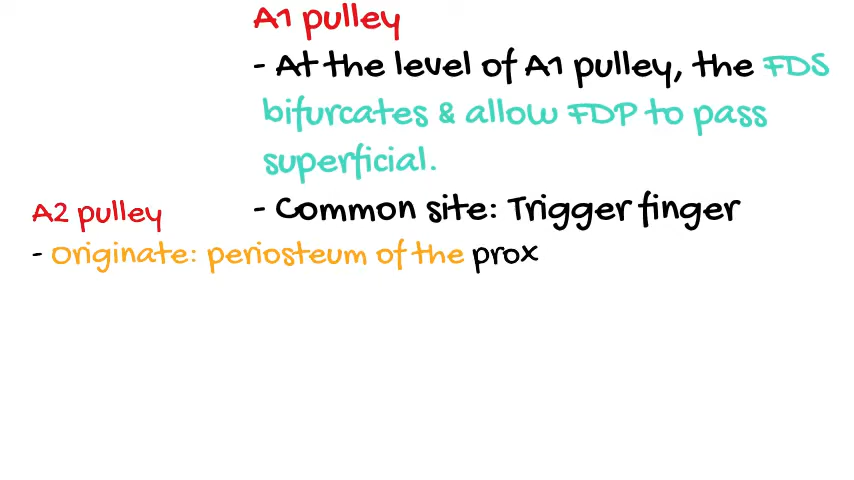 A1 pulley
- At the level of A1 pulley, the FDS
bifurcates & allow FDP to pass
superficial.
- Common site: Trigger finger
A2 pulley
- Originate: periosteum of the prox